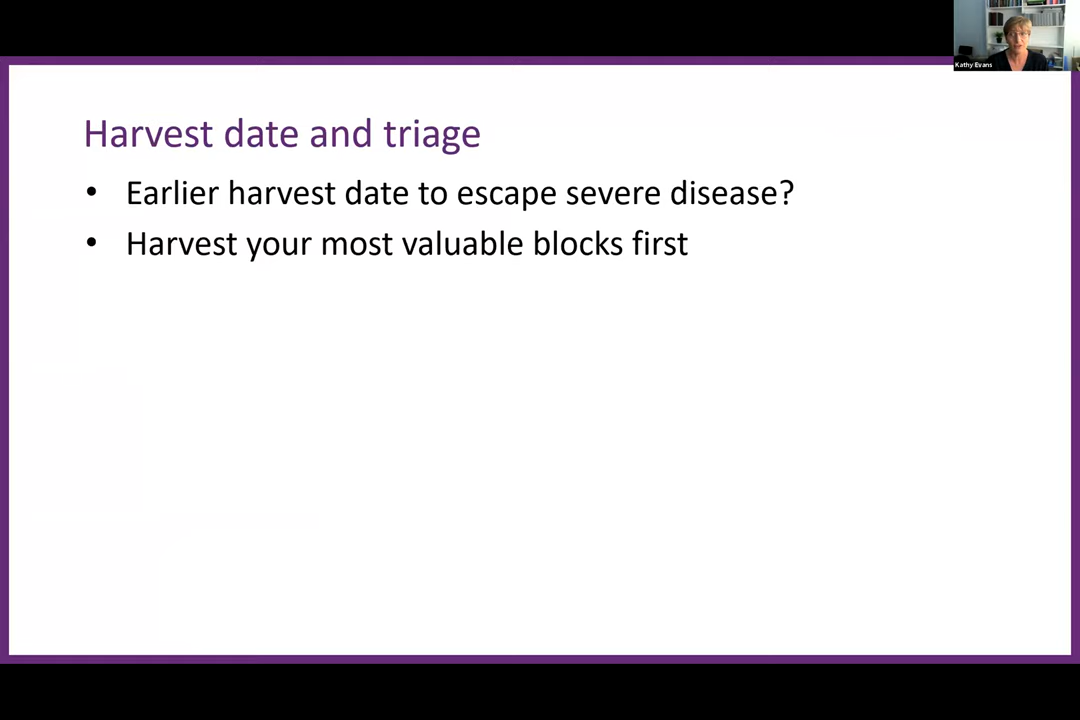 Kathy Evans
Harvest date and triage
• Earlier harvest date to escape severe disease?
• Harvest your most valuable blocks first